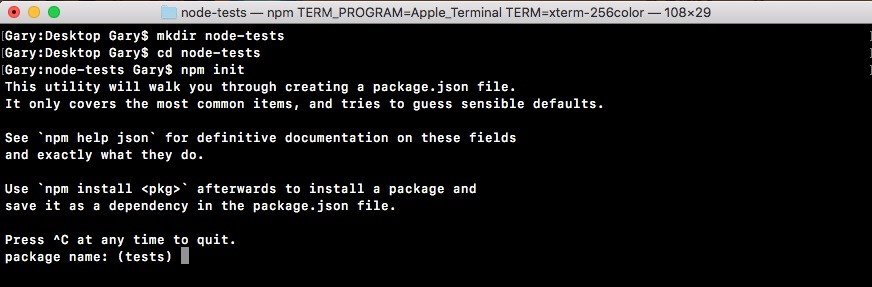 node-tests — npm TERM_PROGRAM=Apple_Terminal TERM=xterm-256color — 108×29
[Gary:Desktop Gary$ mkdir node-tests ]
[Gary:Desktop Gary$ cd node-tests ]
[Gary:node-tests Gary$ npm init ]
This utility will walk you through creating a package.json file.
It only covers the most common items, and tries to guess sensible defaults.
See `npm help json` for definitive documentation on these fields
and exactly what they do.
Use `npm install <pkg>` afterwards to install a package and
save it as a dependency in the package.json file.
Press ^C at any time to quit.
package name: (tests)